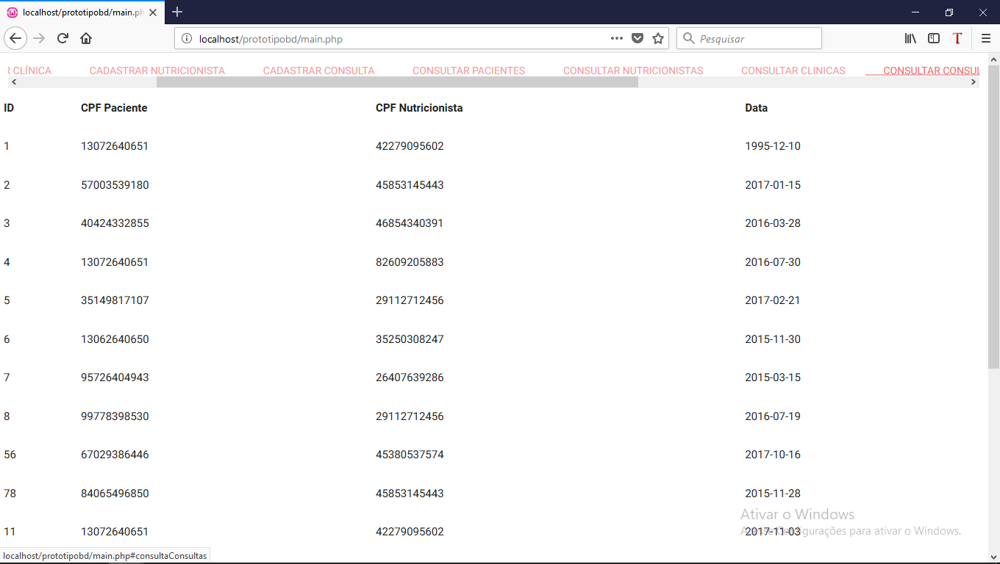 localhost/prototipobd/main.ph
localhost/prototipobd/main.php
Pesquisar
R CLÍNICA CADASTRAR NUTRICIONISTA CADASTRAR CONSULTA CONSULTAR PACIENTES CONSULTAR NUTRICIONISTAS CONSULTAR CLINICAS CONSULTAR CONSUL
ID CPF Paciente CPF Nutricionista Data
1 13072640651 42279095602 1995-12-10
2 57003539180 45853145443 2017-01-15
3 40424332855 46854340391 2016-03-28
4 13072640651 82609205883 2016-07-30
5 35149817107 29112712456 2017-02-21
6 13062640650 35250308247 2015-11-30
7 95726404943 26407639286 2015-03-15
8 99778398530 29112712456 2016-07-19
56 67029386446 45380537574 2017-10-16
78 84065496850 45853145443 2015-11-28
Ativar o Windows
11 13072640651 42279095602 2017-11-03
Acesse Configurações para ativar o Windows.
localhost/prototipobd/main.php#consultaConsultas